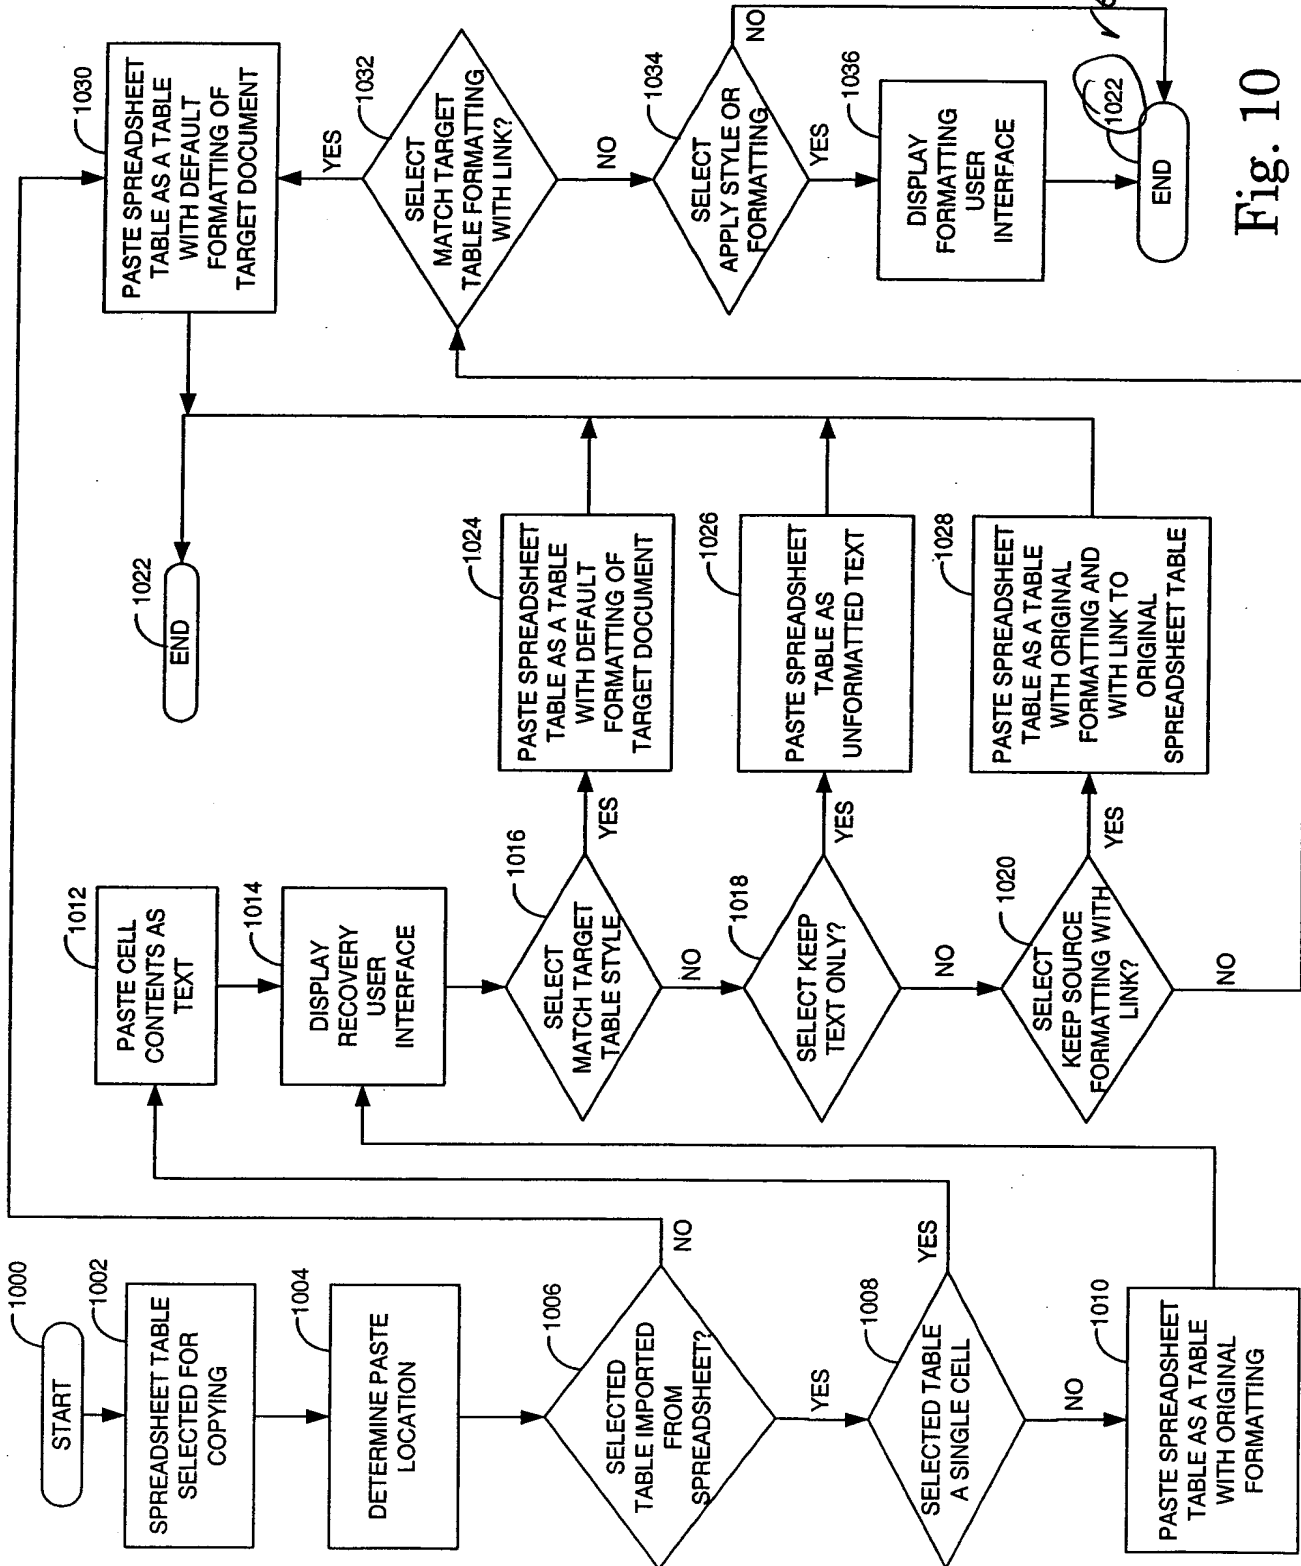 1000
START
1002
SPREADSHEET TABLE
SELECTED FOR
COPYING
1004
DETERMINE PASTE
LOCATION
1006
SELECTED
TABLE IMPORTED
FROM
SPREADSHEET?
NO
YES
1008
SELECTED TABLE
A SINGLE CELL
YES
NO
1010
PASTE SPREADSHEET
TABLE AS A TABLE
WITH ORIGINAL
FORMATTING
1012
PASTE CELL
CONTENTS AS
TEXT
1014
DISPLAY
RECOVERY
USER
INTERFACE
1016
SELECT
MATCH TARGET
TABLE STYLE
YES
NO
1018
SELECT KEEP
TEXT ONLY?
YES
NO
1020
SELECT
KEEP SOURCE
FORMATTING WITH
LINK?
YES
NO
1022
END
1024
PASTE SPREADSHEET
TABLE AS A TABLE
WITH DEFAULT
FORMATTING OF
TARGET DOCUMENT
1026
PASTE SPREADSHEET
TABLE AS
UNFORMATTED TEXT
1028
PASTE SPREADSHEET
TABLE AS A TABLE
WITH ORIGINAL
FORMATTING AND
WITH LINK TO
ORIGINAL
SPREADSHEET TABLE
1030
PASTE SPREADSHEET
TABLE AS A TABLE
WITH DEFAULT
FORMATTING OF
TARGET DOCUMENT
YES
1032
SELECT
MATCH TARGET
TABLE FORMATTING
WITH LINK?
NO
1034
SELECT
APPLY STYLE OR
FORMATTING
NO
YES
1036
DISPLAY
FORMATTING
USER
INTERFACE
1022
END
Fig. 10